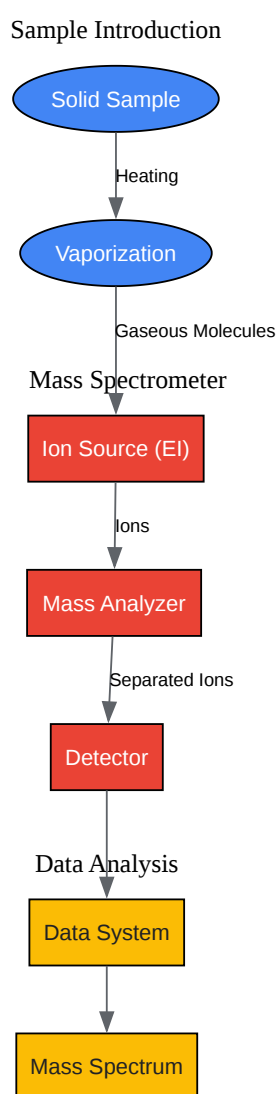 Sample Introduction
Solid Sample
Heating
Vaporization
Gaseous Molecules
Mass Spectrometer
Ion Source (EI)
Ions
Mass Analyzer
Separated Ions
Detector
Data Analysis
Data System
Mass Spectrum